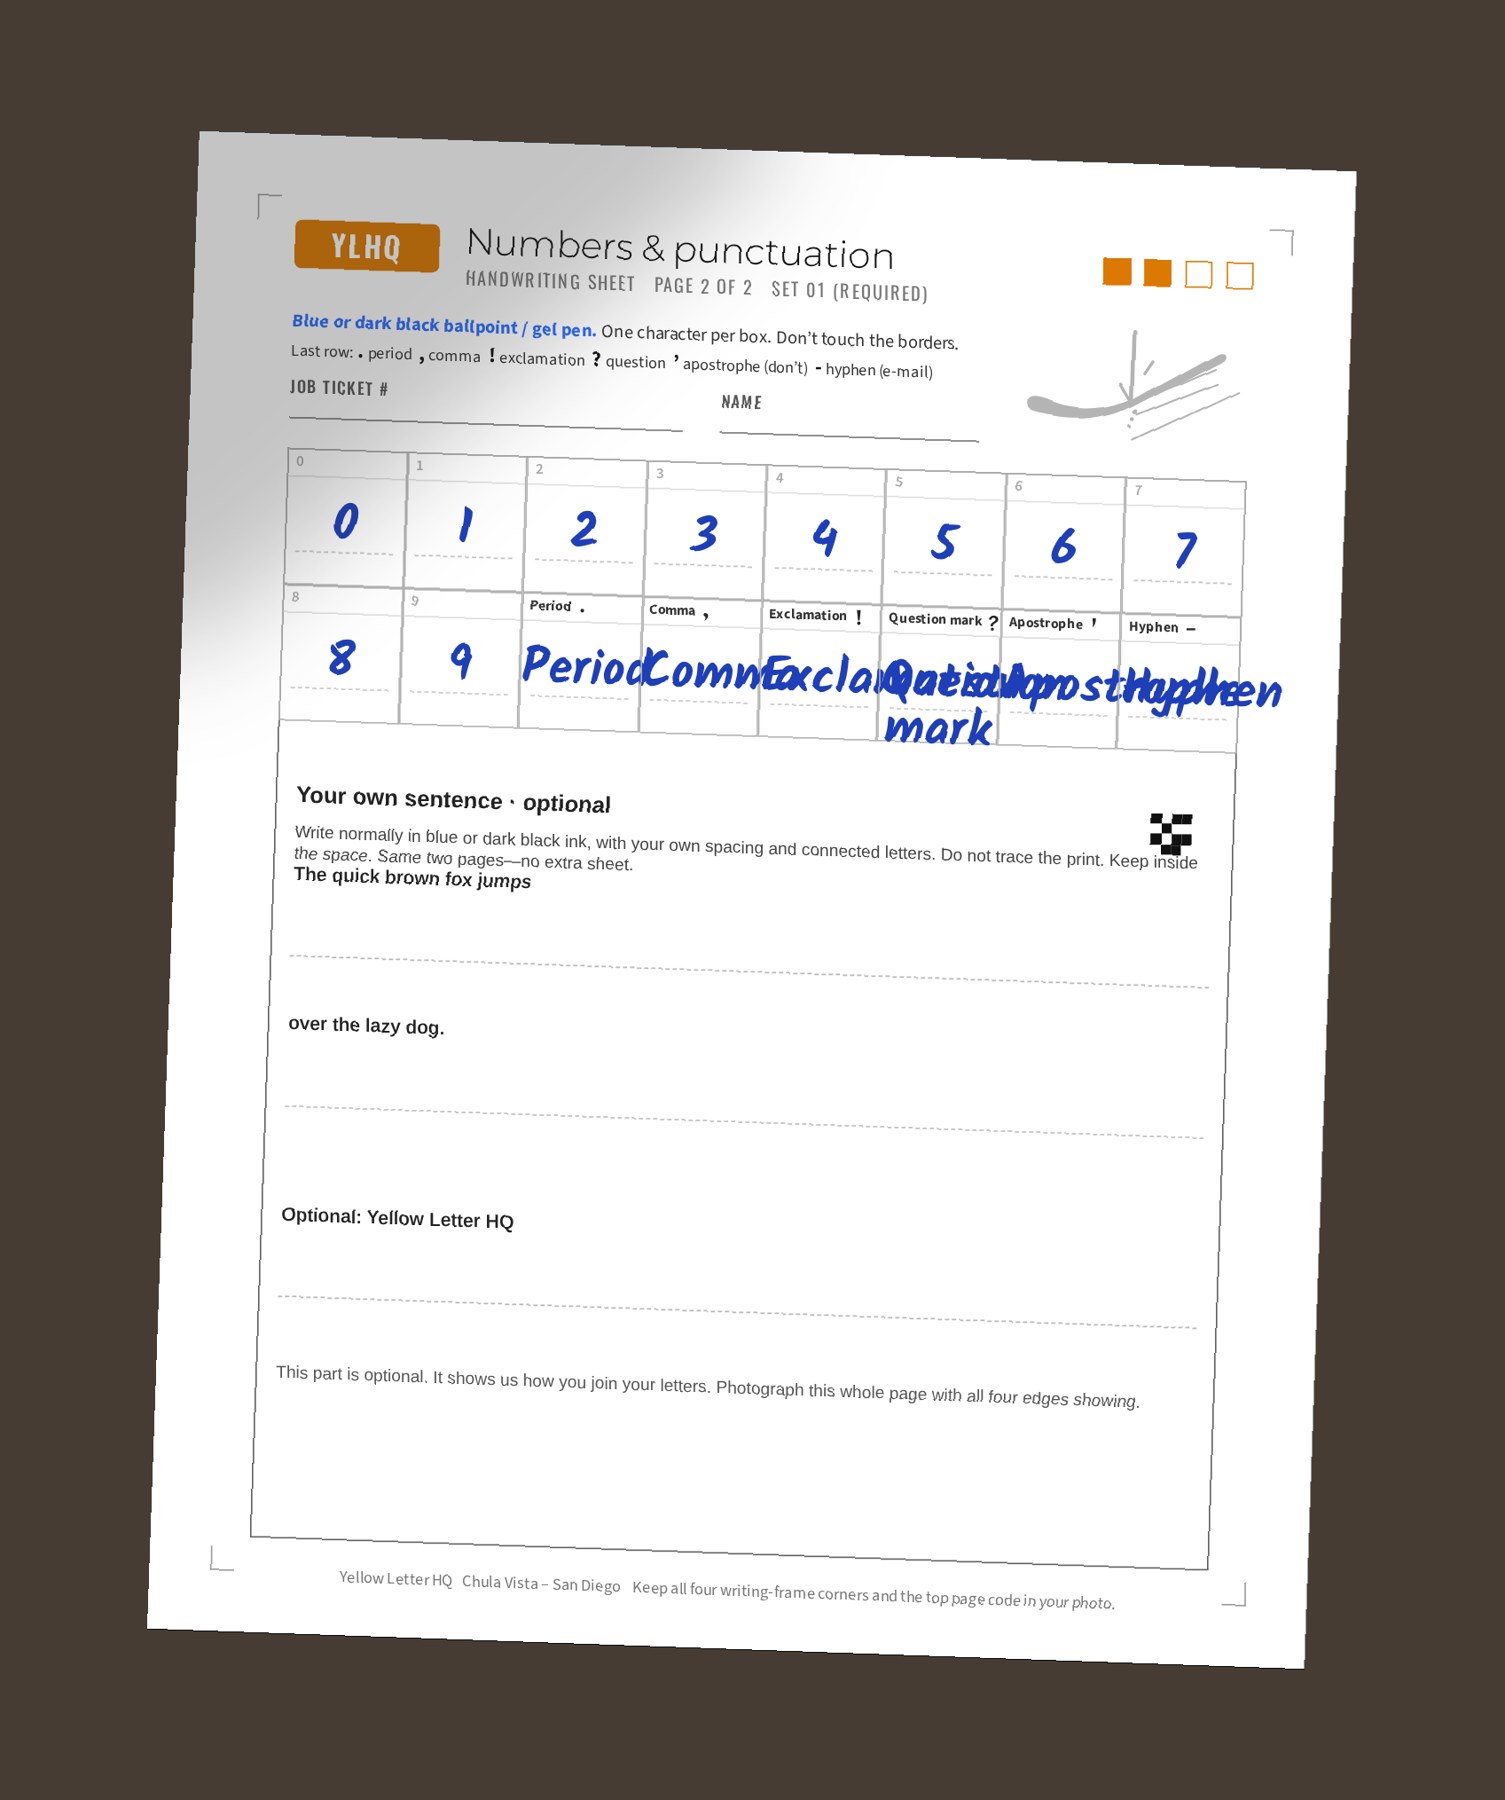 YLHQ
Numbers & punctuation
HANDWRITING SHEET PAGE 2 OF 2 SET 01 (REQUIRED)
Blue or dark black ballpoint / gel pen. One character per box. Don’t touch the borders.
Last row: . period , comma ! exclamation ? question ’ apostrophe (don’t) - hyphen (e-mail)
JOB TICKET #
NAME
0 1 2 3 4 5 6 7
0 1 2 3 4 5 6 7
8 9 Period . Comma , Exclamation ! Question mark ? Apostrophe ’ Hyphen –
8 9 Period Comma Question Hyphen
mark
Your own sentence · optional
Write normally in blue or dark black ink, with your own spacing and connected letters. Do not trace the print. Keep inside
the space. Same two pages—no extra sheet.
The quick brown fox jumps
over the lazy dog.
Optional: Yellow Letter HQ
This part is optional. It shows us how you join your letters. Photograph this whole page with all four edges showing.
Yellow Letter HQ Chula Vista – San Diego Keep all four writing-frame corners and the top page code in your photo.